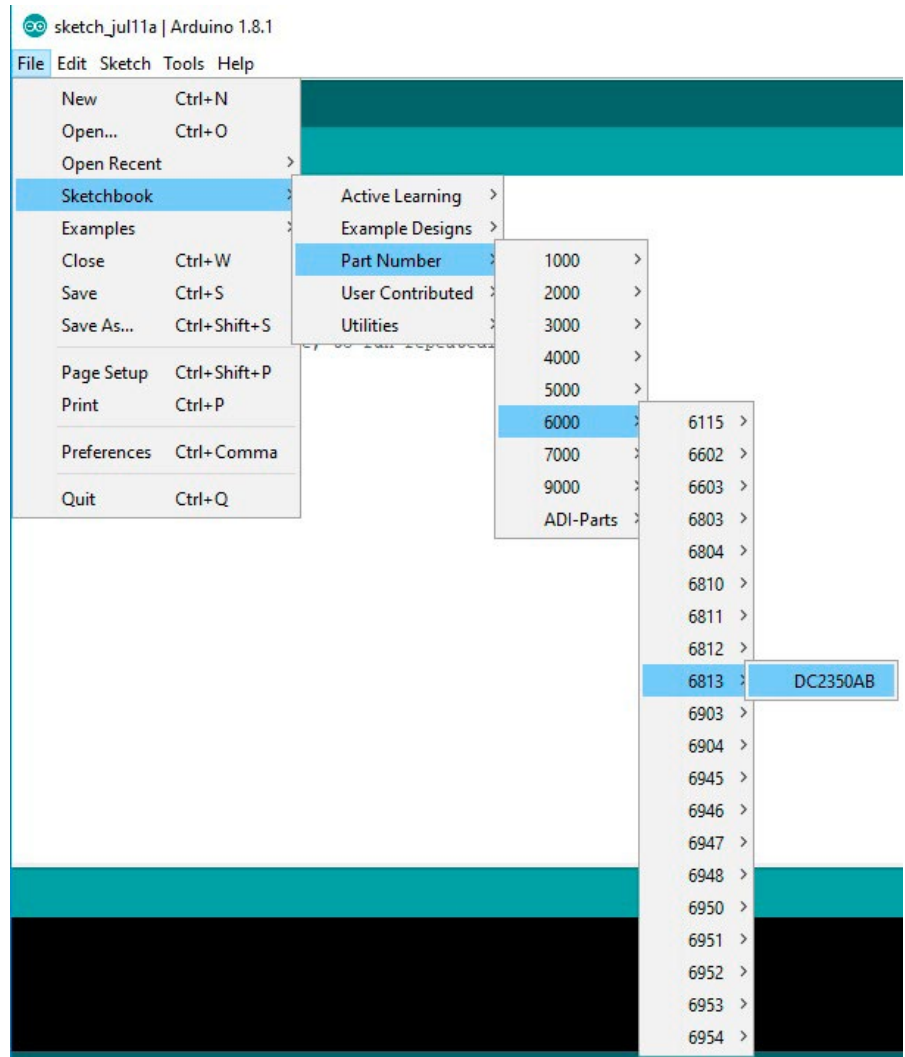 sketch_jul11a | Arduino 1.8.1
File Edit Sketch Tools Help
New Ctrl+N
Open... Ctrl+O
Open Recent >
Sketchbook >
Examples >
Close Ctrl+W
Save Ctrl+S
Save As... Ctrl+Shift+S
Page Setup Ctrl+Shift+P
Print Ctrl+P
Preferences Ctrl+Comma
Quit Ctrl+Q
Active Learning >
Example Designs >
Part Number >
User Contributed >
Utilities >
to run
1000 >
2000 >
3000 >
4000 >
5000 >
6000 >
7000 >
9000 >
ADI-Parts >
6115 >
6602 >
6603 >
6803 >
6804 >
6810 >
6811 >
6812 >
6813 >
6903 >
6904 >
6945 >
6946 >
6947 >
6948 >
6950 >
6951 >
6952 >
6953 >
6954 >
DC2350AB